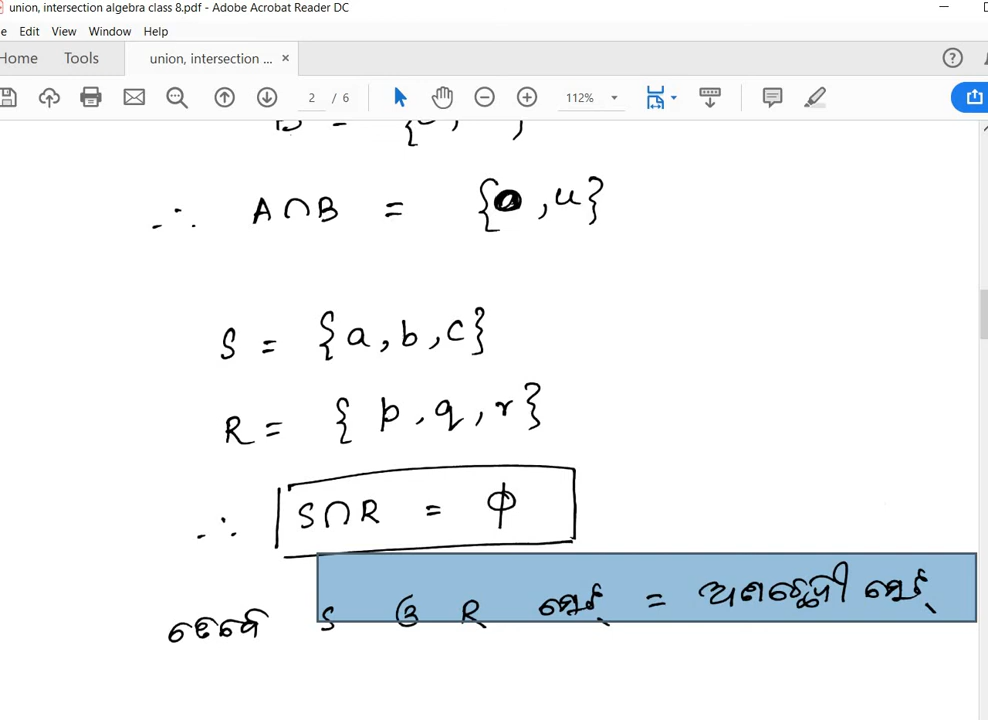 union, intersection algebra class 8.pdf - Adobe Acrobat Reader DC
Edit View Window Help
Home Tools union, intersection ... ×
2 / 6 112%
∴ A∩B = {a, u}
S = {a, b, c}
R = { p, q, r}
∴ S∩R = ϕ
S ଓ R ସେଟ୍ = ଅଣଛେଦୀ ସେଟ୍